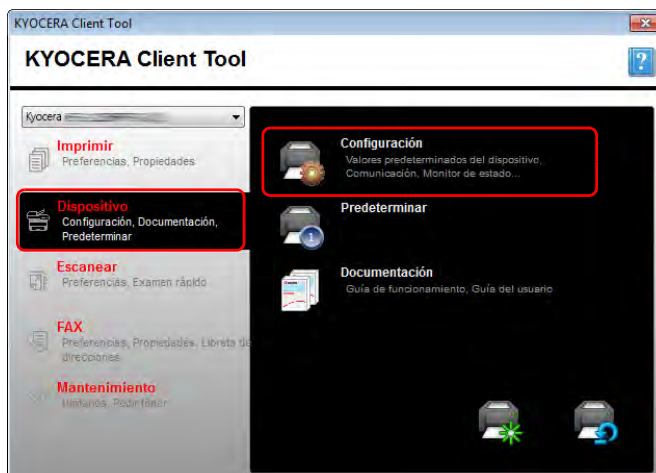 KYOCERA Client Tool
KYOCERA Client Tool
?
Kyocera
Imprimir
Preferencias, Propiedades
Dispositivo
Configuración, Documentación,
Predeterminar
Escanear
Preferencias, Examen rápido
FAX
Preferencias, Propiedades, Libreta de
direcciones
Mantenimiento
Configuración
Valores predeterminados del dispositivo,
Comunicación, Monitor de estado...
Predeterminar
1
Documentación
Guía de funcionamiento, Guía del usuario